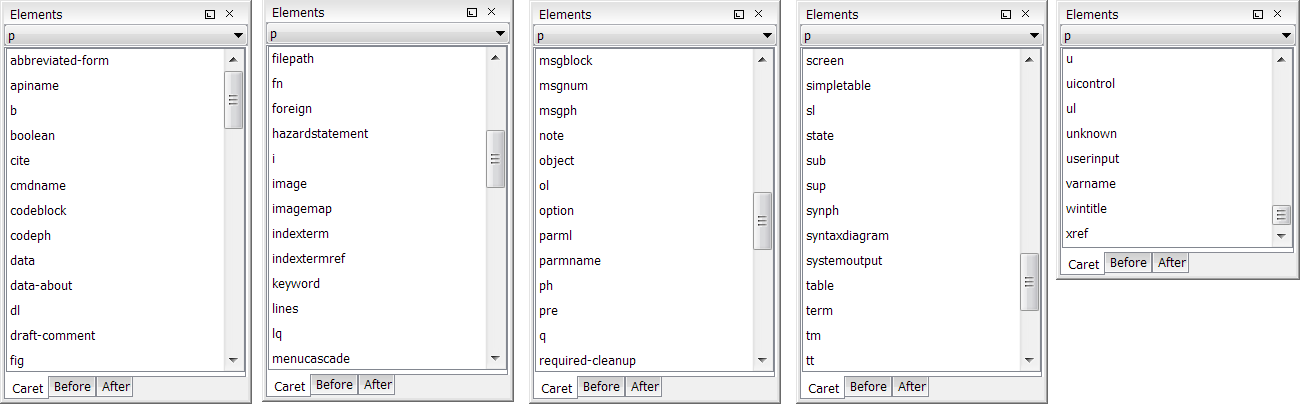 Elements
p
abbreviated-form
apiname
b
boolean
cite
cmdname
codeblock
codeph
data
data-about
dl
draft-comment
fig
Caret Before After
Elements
p
filepath
fn
foreign
hazardstatement
i
image
imagemap
indexterm
indextermref
keyword
lines
lq
menucascade
Caret Before After
Elements
p
msgblock
msgnum
msgph
note
object
ol
option
parml
parmname
ph
pre
q
required-cleanup
Caret Before After
Elements
p
screen
simpletable
sl
state
sub
sup
synph
syntaxdiagram
systemoutput
table
term
tm
tt
Caret Before After
Elements
p
u
uicontrol
ul
unknown
userinput
varname
wintitle
xref
Caret Before After